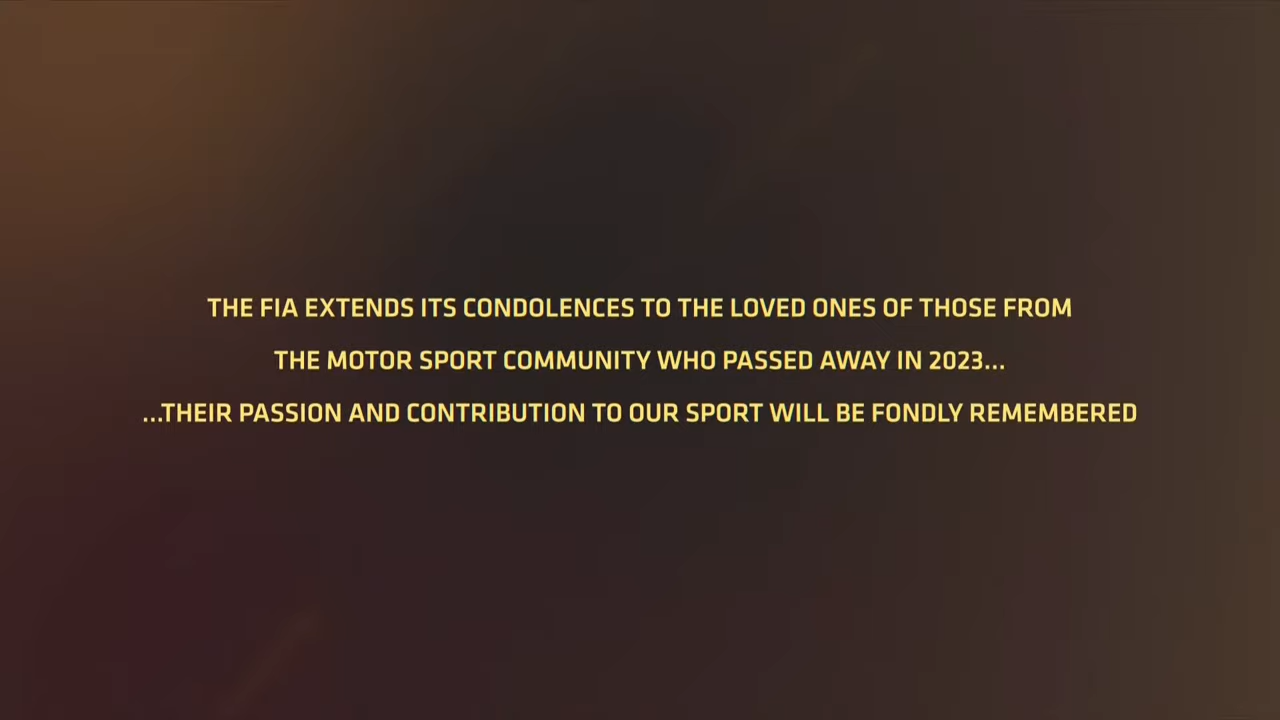 THE FIA EXTENDS ITS CONDOLENCES TO THE LOVED ONES OF THOSE FROM
THE MOTOR SPORT COMMUNITY WHO PASSED AWAY IN 2023...
...THEIR PASSION AND CONTRIBUTION TO OUR SPORT WILL BE FONDLY REMEMBERED